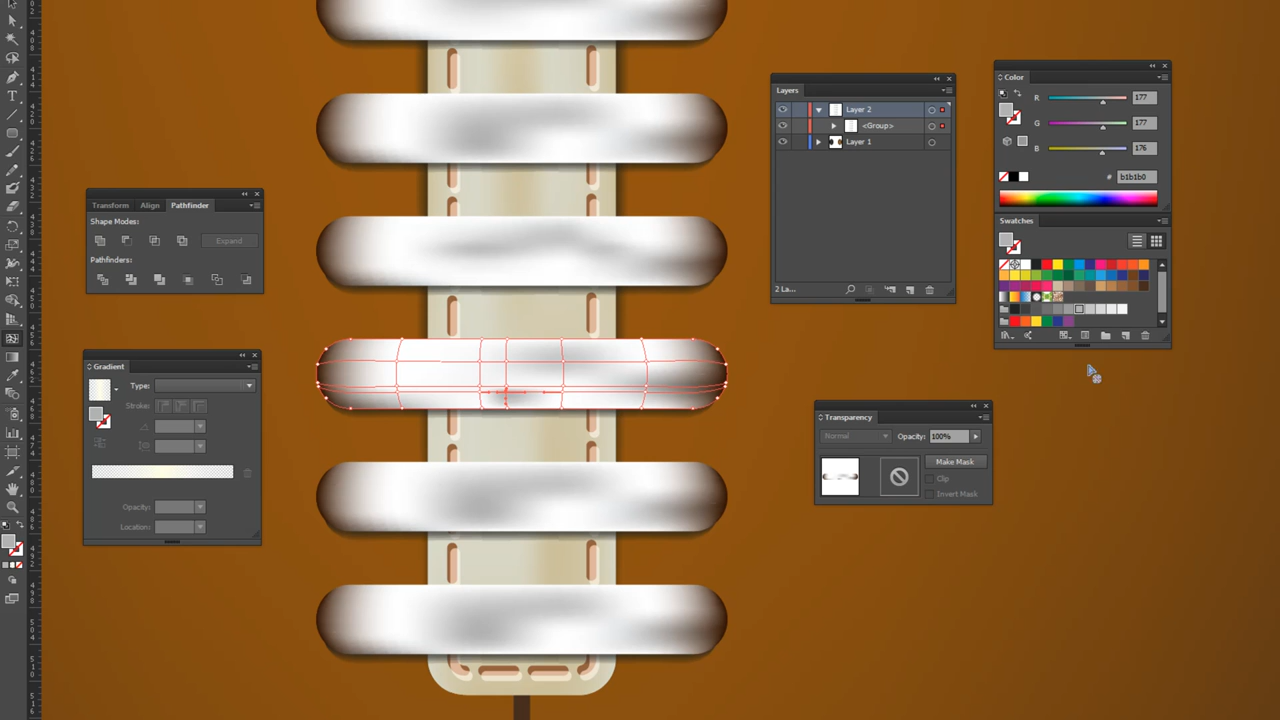 Transform Align Pathfinder
Shape Modes:
Expand
Pathfinders:
Gradient
Type:
Stroke:
Opacity:
Location:
Layers
Layer 2
<Group>
Layer 1
2 La...
Color
R 177
G 177
B 176
# b1b1b0
Swatches
Transparency
Normal Opacity: 100%
Make Mask
Clip
Invert Mask